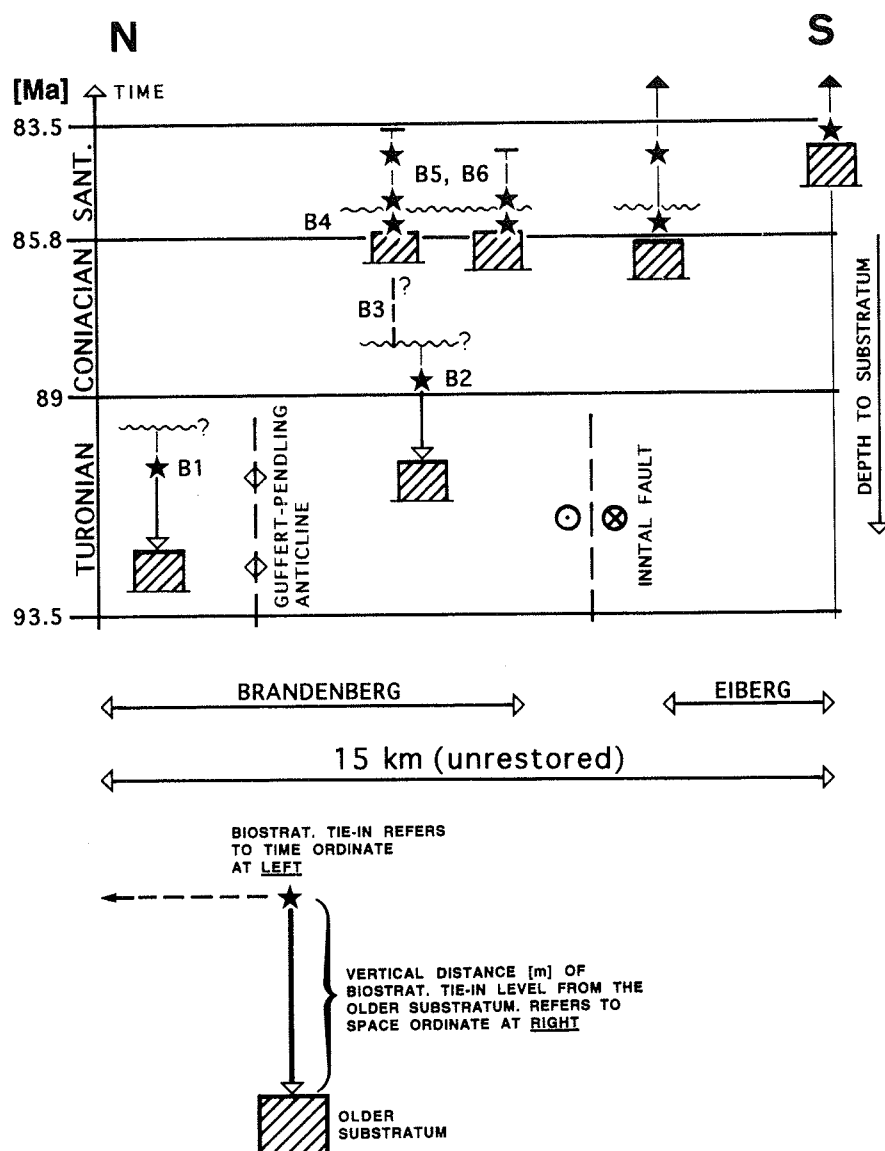 N
S
[Ma]
TIME
83.5
SANT.
B5, B6
B4
85.8
CONIACIAN
?
B3
?
B2
89
DEPTH TO SUBSTRATUM
TURONIAN
?
B1
GUFFERT-PENDLING
ANTICLINE
INNTAL FAULT
93.5
BRANDENBERG
EIBERG
15 km (unrestored)
BIOSTRAT. TIE-IN REFERS
TO TIME ORDINATE
AT LEFT
VERTICAL DISTANCE [m] OF
BIOSTRAT. TIE-IN LEVEL FROM THE
OLDER SUBSTRATUM. REFERS TO
SPACE ORDINATE AT RIGHT
OLDER
SUBSTRATUM